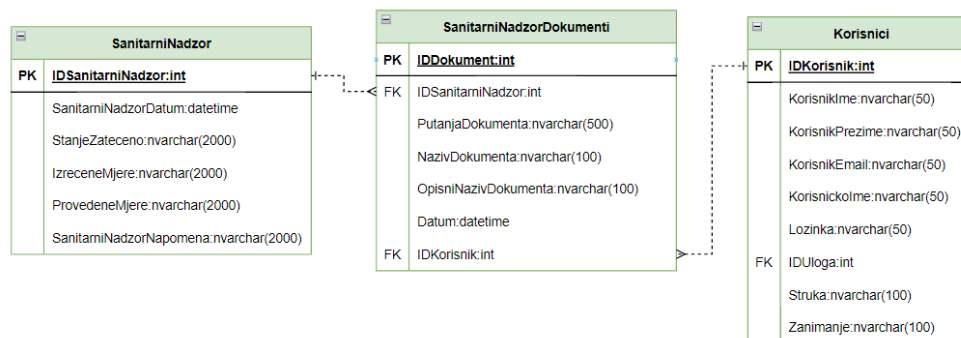 SanitarniNadzor
PK IDSanitarniNadzor:int
SanitarniNadzorDatum:datetime
StanjeZateceno:nvarchar(2000)
IzreceneMjere:nvarchar(2000)
ProvedeneMjere:nvarchar(2000)
SanitarniNadzorNapomena:nvarchar(2000)
SanitarniNadzorDokumenti
PK IDDokument:int
FK IDSanitarniNadzor:int
PutanjaDokumenta:nvarchar(500)
NazivDokumenta:nvarchar(100)
OpisniNazivDokumenta:nvarchar(100)
Datum:datetime
FK IDKorisnik:int
Korisnici
PK IDKorisnik:int
KorisnikIme:nvarchar(50)
KorisnikPrezime:nvarchar(50)
KorisnikEmail:nvarchar(50)
KorisnickoIme:nvarchar(50)
Lozinka:nvarchar(50)
FK IDUloga:int
Struka:nvarchar(100)
Zanimanje:nvarchar(100)